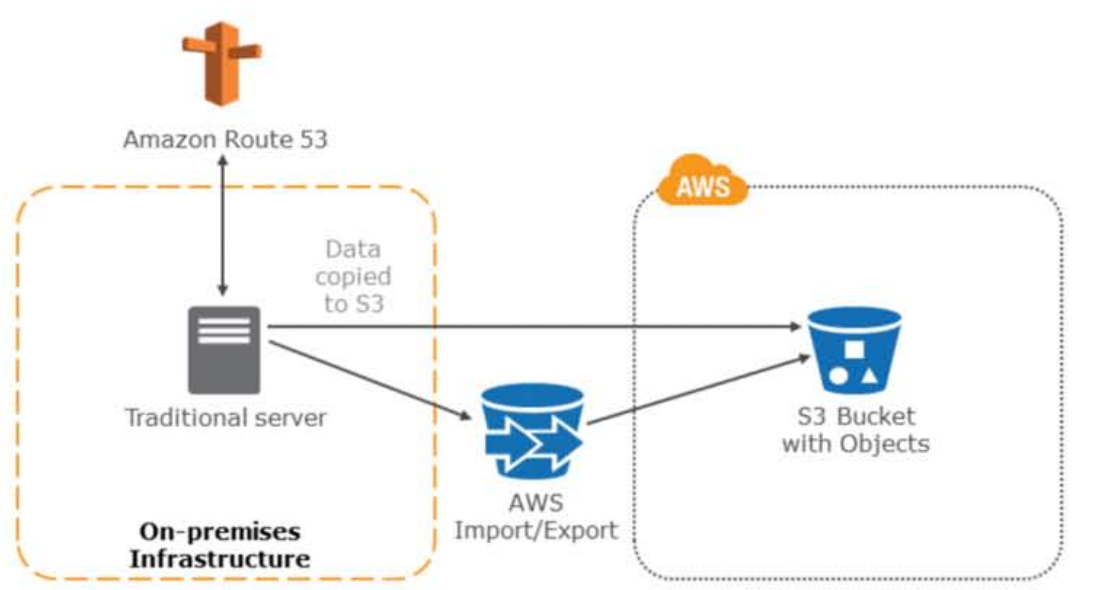 Amazon Route 53
AWS
Data
copied
to S3
Traditional server
S3 Bucket
with Objects
AWS
Import/Export
On-premises
Infrastructure